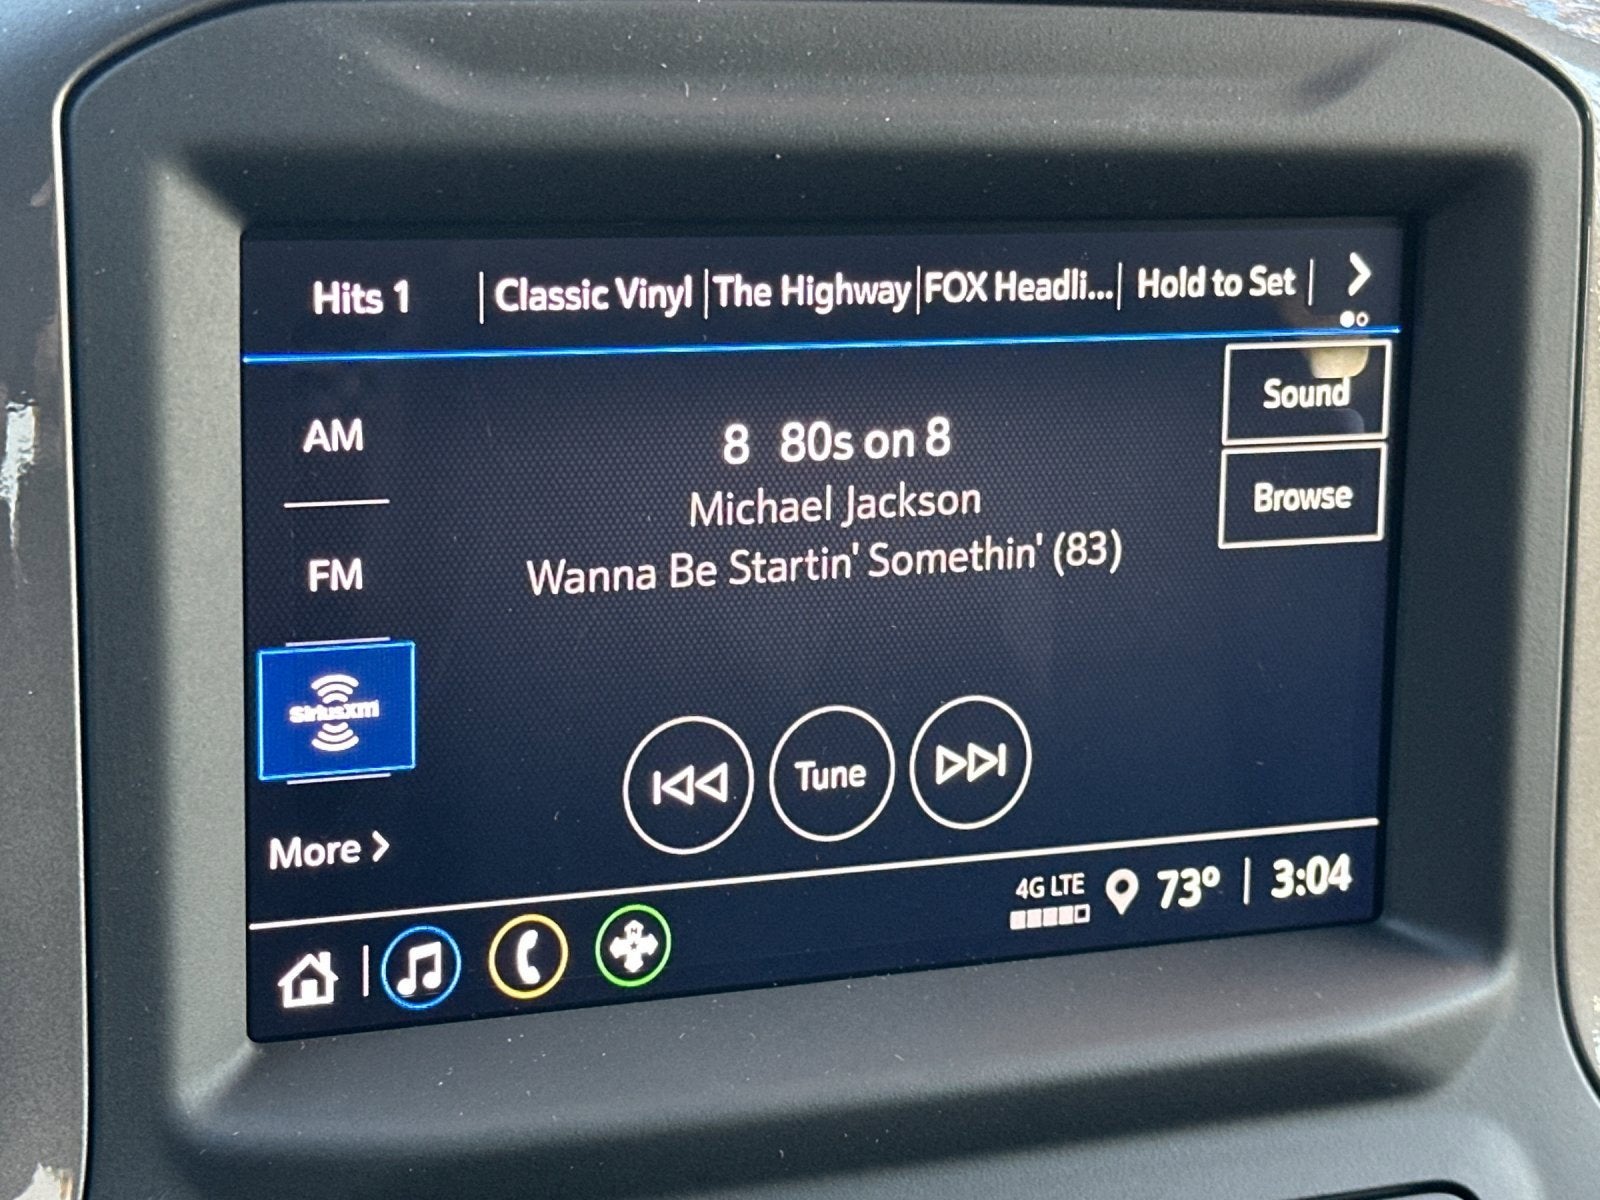 Hits 1 Classic Vinyl The Highway FOX Headli... Hold to Set
Sound
AM
8 80s on 8
Michael Jackson
Browse
Wanna Be Startin' Somethin' (83)
FM
SiriusXM
Tune
More
4G LTE 73° 3:04